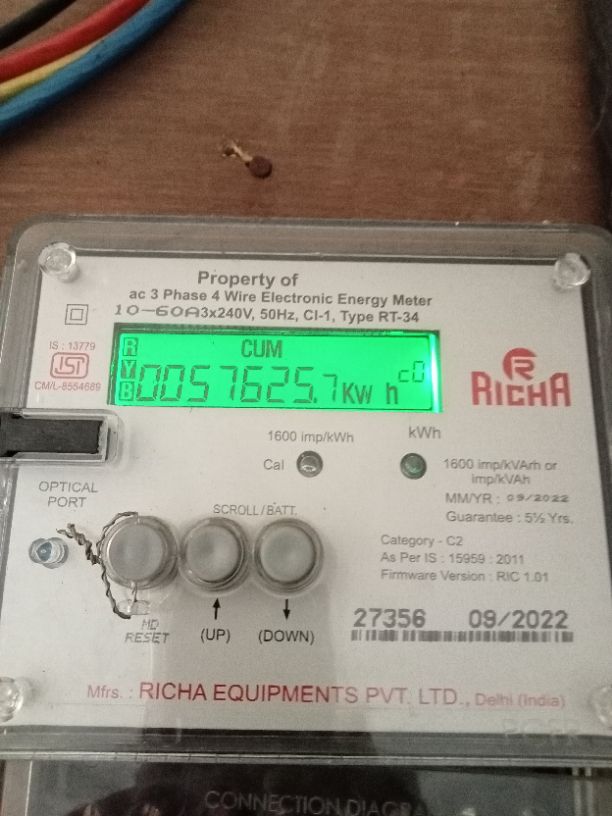 Property of
ac 3 Phase 4 Wire Electronic Energy Meter
10-60A 3x240V, 50Hz, Cl-1, Type RT-34
IS : 13779
ISI
CM/L-8554689
R
Y
B
CUM
0057625.7 KW h c0
R
RICHA
1600 imp/kWh
Cal
kWh
1600 imp/kVArh or
imp/kVAh
MM/YR : 09/2022
Guarantee : 5½ Yrs.
OPTICAL
PORT
SCROLL/BATT.
Category - C2
As Per IS : 15959 : 2011
Firmware Version : RIC 1.01
MD
RESET
(UP)
(DOWN)
27356 09/2022
Mfrs. : RICHA EQUIPMENTS PVT. LTD., Delhi (India)
CONNECTION DIAGRA